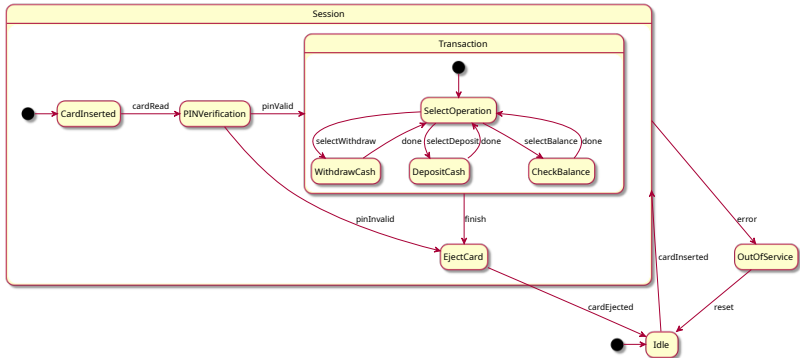 Session
Transaction
CardInserted
cardRead
PINVerification
pinValid
SelectOperation
selectWithdraw
done
selectDeposit
done
selectBalance
done
WithdrawCash
DepositCash
CheckBalance
pinInvalid
finish
error
EjectCard
cardInserted
OutOfService
cardEjected
reset
Idle